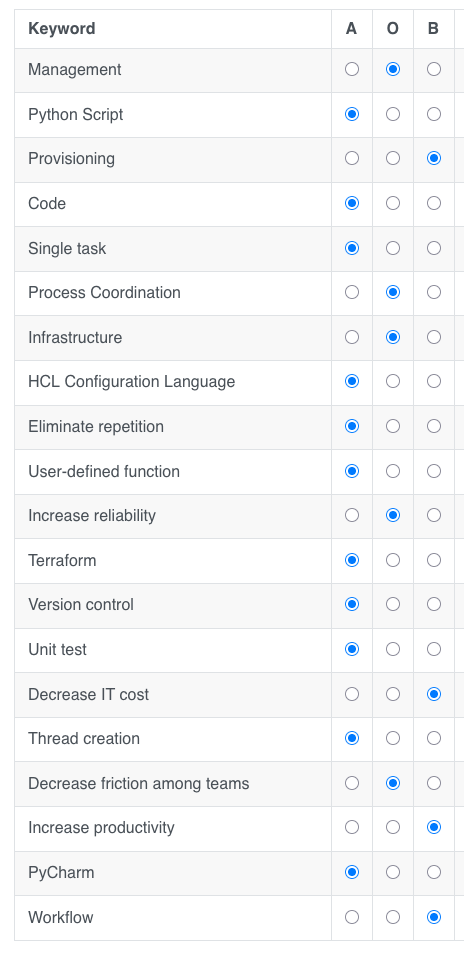 Keyword A O B
Management
Python Script
Provisioning
Code
Single task
Process Coordination
Infrastructure
HCL Configuration Language
Eliminate repetition
User-defined function
Increase reliability
Terraform
Version control
Unit test
Decrease IT cost
Thread creation
Decrease friction among teams
Increase productivity
PyCharm
Workflow